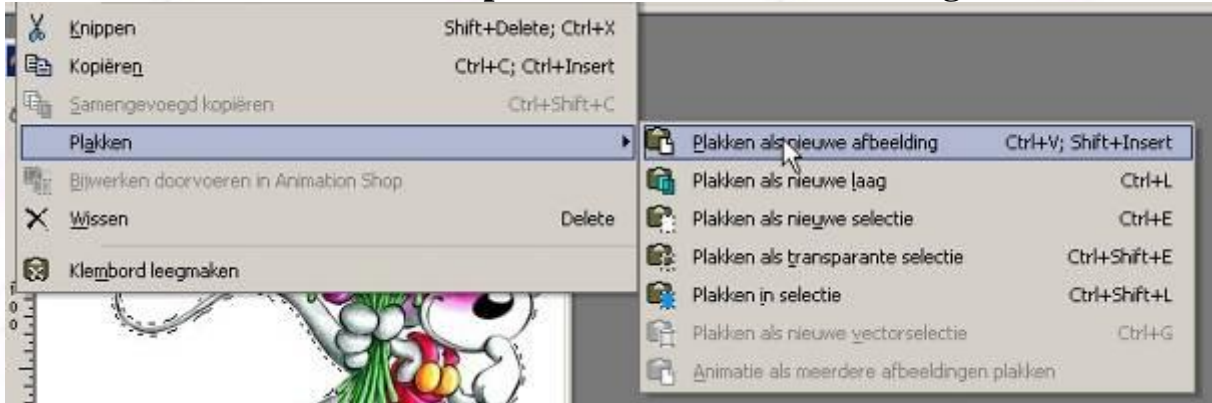 Knippen Shift+Delete; Ctrl+X
Kopiëren Ctrl+C; Ctrl+Insert
Samengevoegd kopiëren Ctrl+Shift+C
Plakken
Bijwerken doorvoeren in Animation Shop
Wissen Delete
Klembord leegmaken
Plakken als nieuwe afbeelding Ctrl+V; Shift+Insert
Plakken als nieuwe laag Ctrl+L
Plakken als nieuwe selectie Ctrl+E
Plakken als transparante selectie Ctrl+Shift+E
Plakken in selectie Ctrl+Shift+L
Plakken als nieuwe vectorselectie Ctrl+G
Animatie als meerdere afbeeldingen plakken